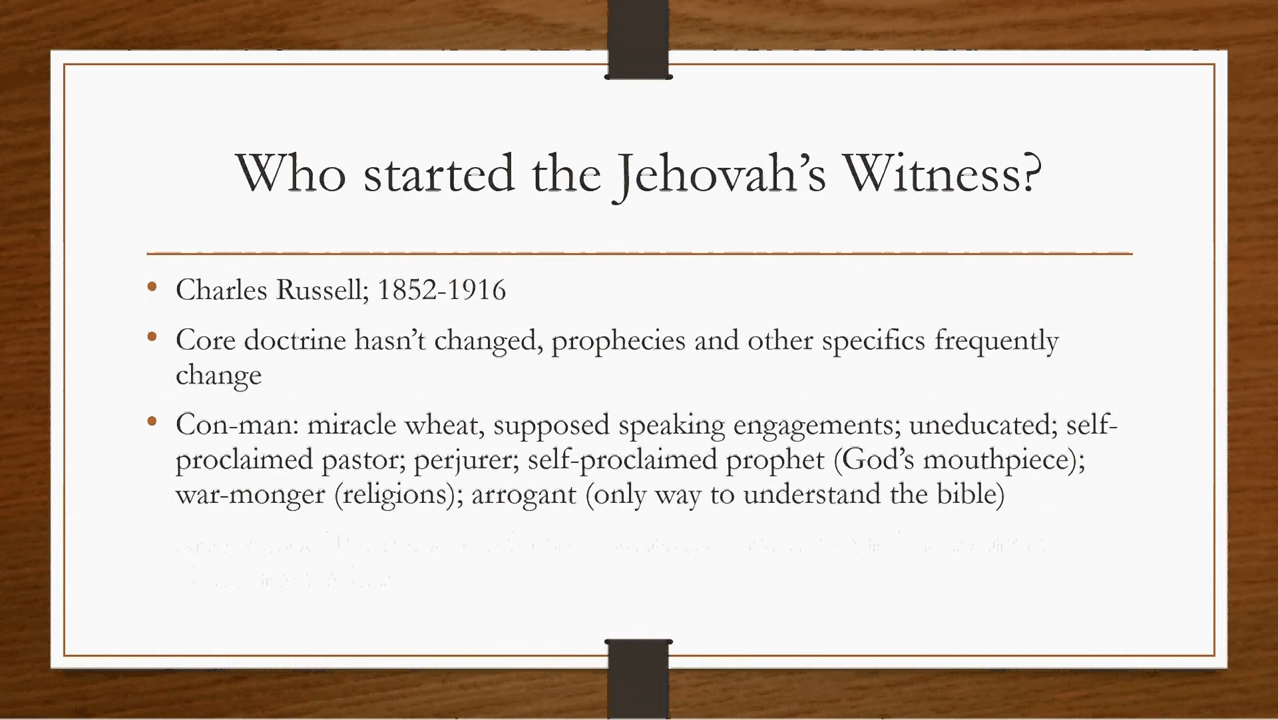 Who started the Jehovah's Witness?
• Charles Russell; 1852-1916
• Core doctrine hasn't changed, prophecies and other specifics frequently
change
• Con-man: miracle wheat, supposed speaking engagements; uneducated; self-
proclaimed pastor; perjurer; self-proclaimed prophet (God's mouthpiece);
war-monger (religions); arrogant (only way to understand the bible)